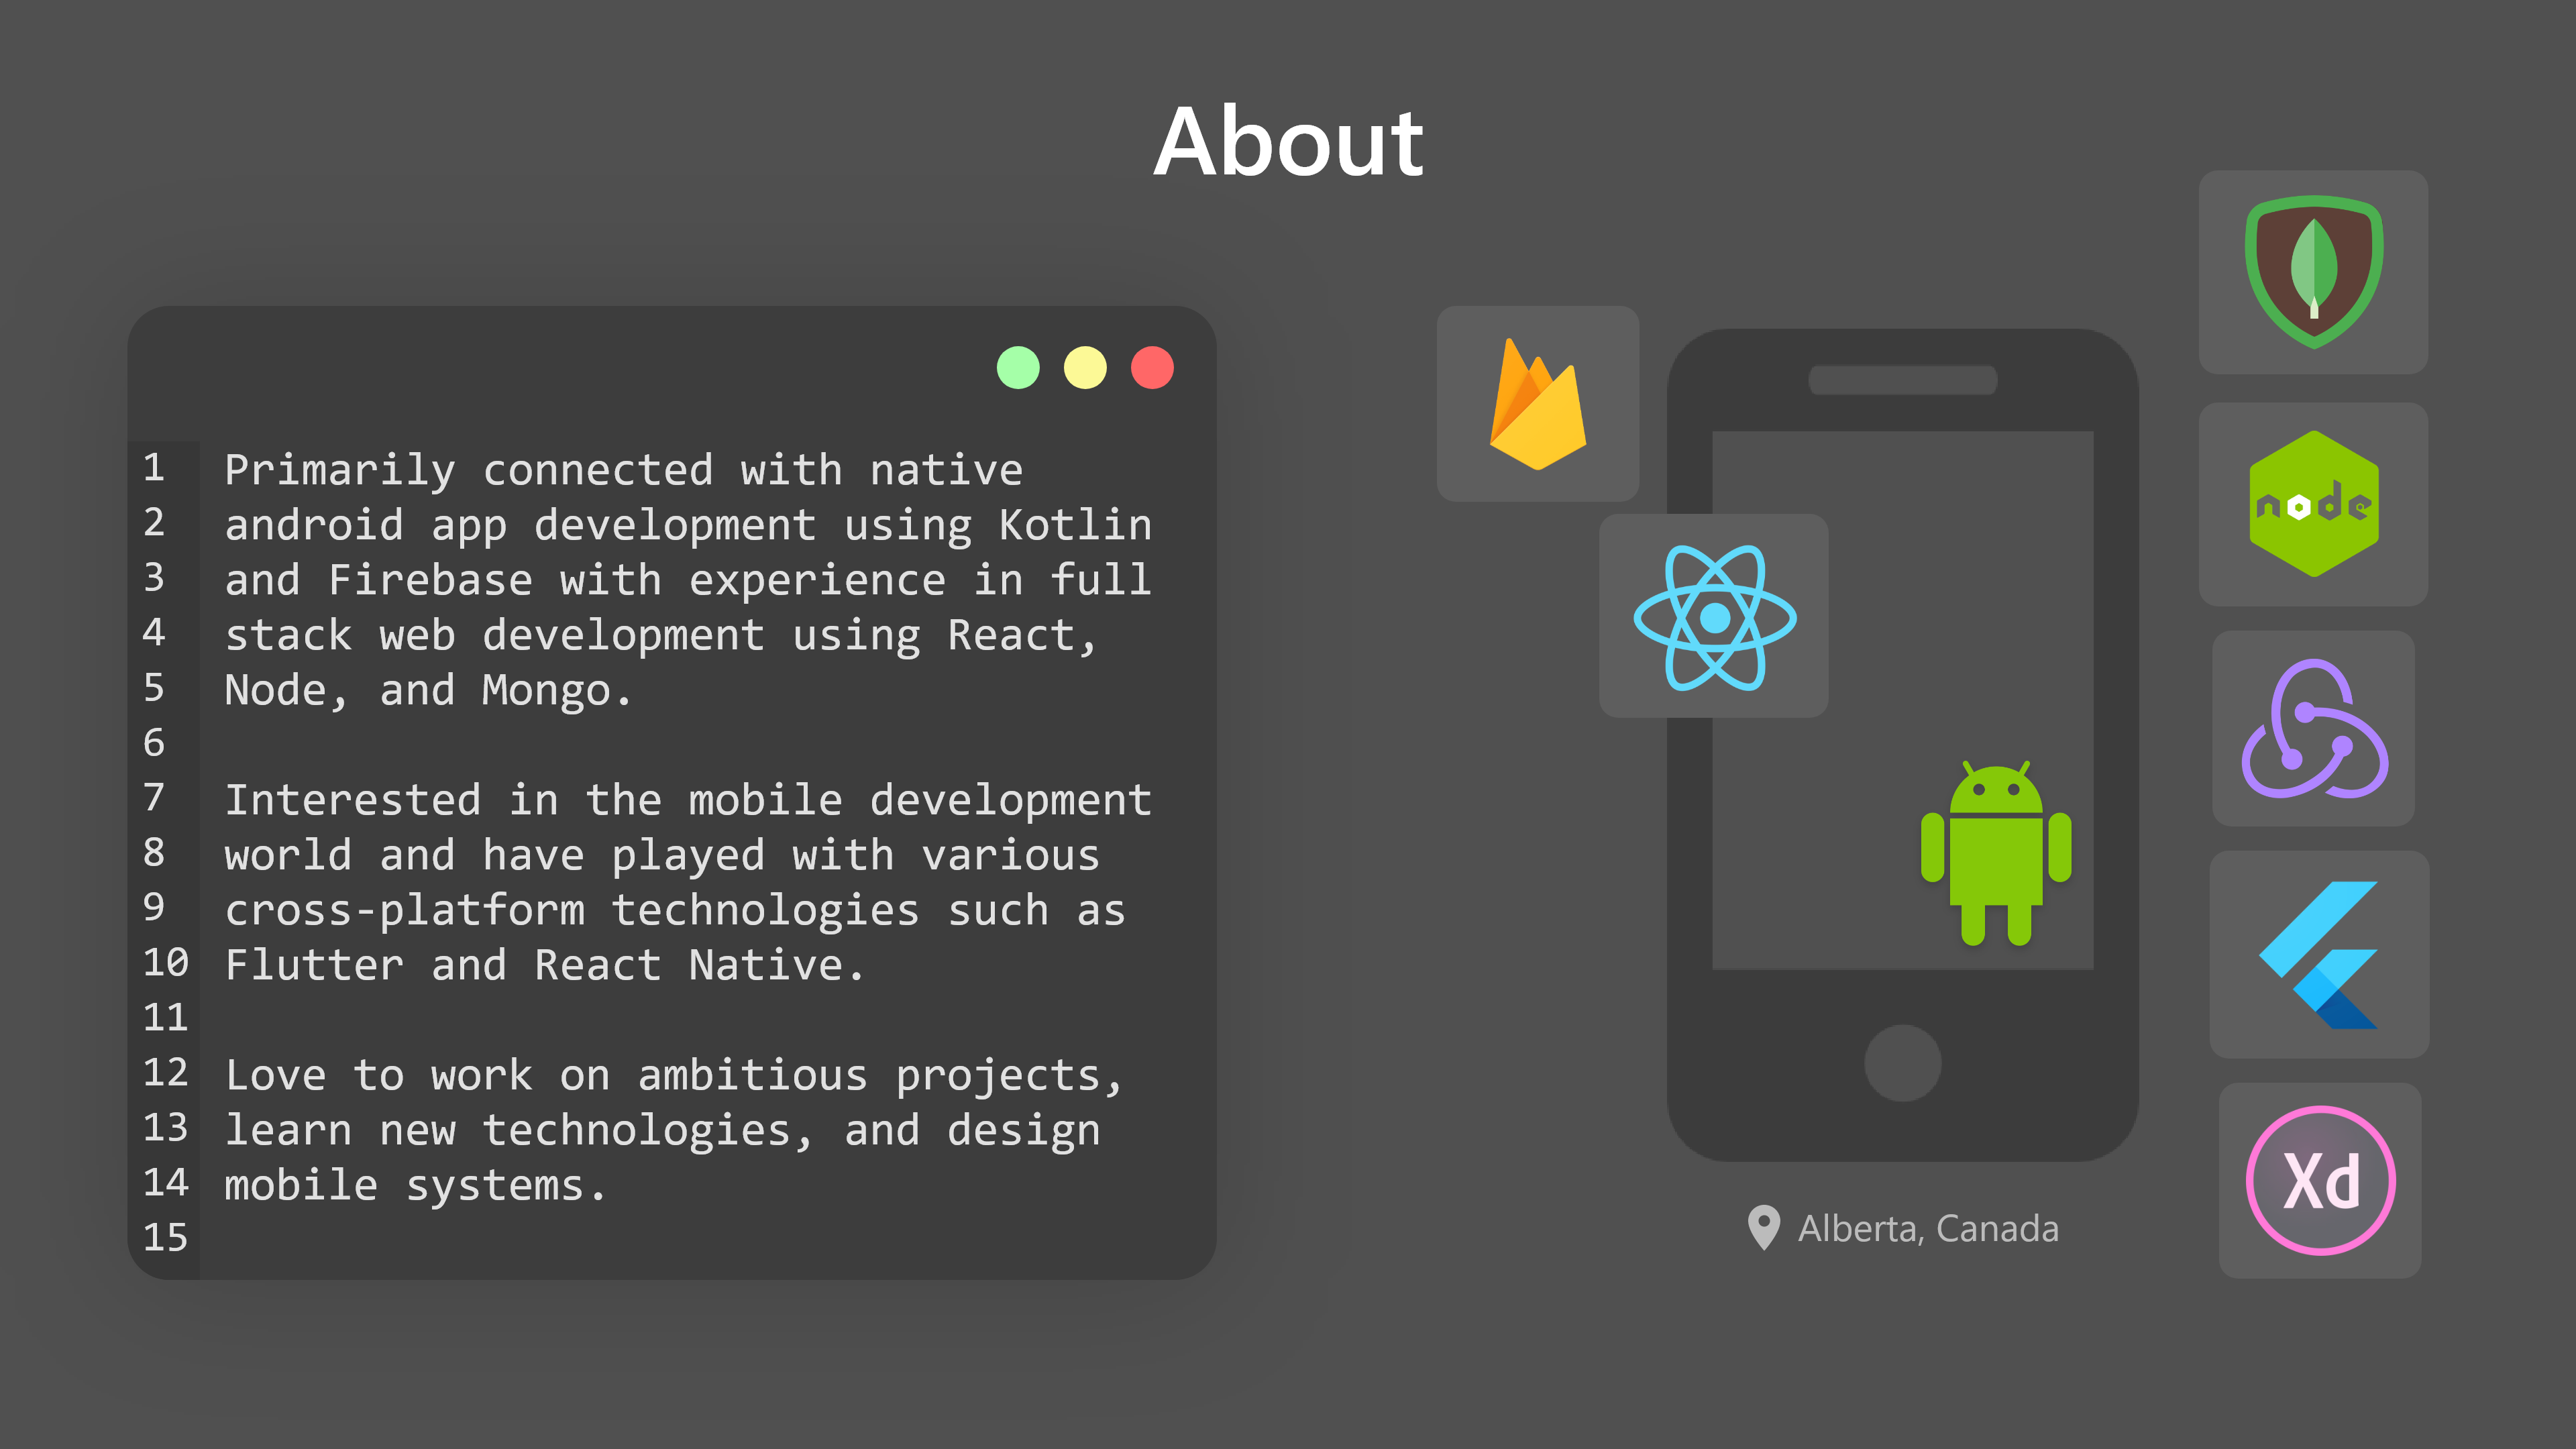 About
1 Primarily connected with native
2 android app development using Kotlin
3 and Firebase with experience in full
4 stack web development using React,
5 Node, and Mongo.
6
7 Interested in the mobile development
8 world and have played with various
9 cross-platform technologies such as
10 Flutter and React Native.
11
12 Love to work on ambitious projects,
13 learn new technologies, and design
14 mobile systems.
15
node
Xd
Alberta, Canada